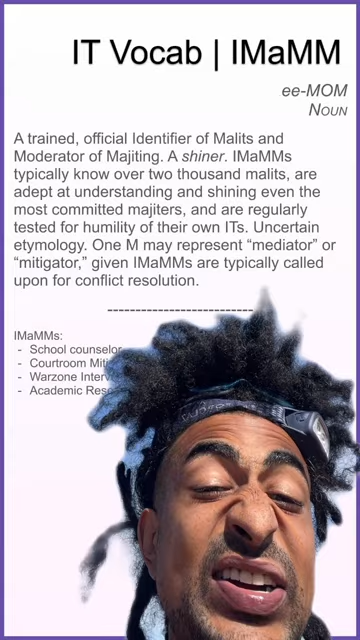 IT Vocab | IMaMM
ee-MOM
Noun
A trained, official Identifier of Malits and
Moderator of Majiting. A shiner. IMaMMs
typically know over two thousand malits, are
adept at understanding and shining even the
most committed majiters, and are regularly
tested for humility of their own ITs. Uncertain
etymology. One M may represent “mediator” or
“mitigator,” given IMaMMs are typically called
upon for conflict resolution.
--------------------------
IMaMMs:
- School counselor
- Courtroom
- Warzone
- Academic